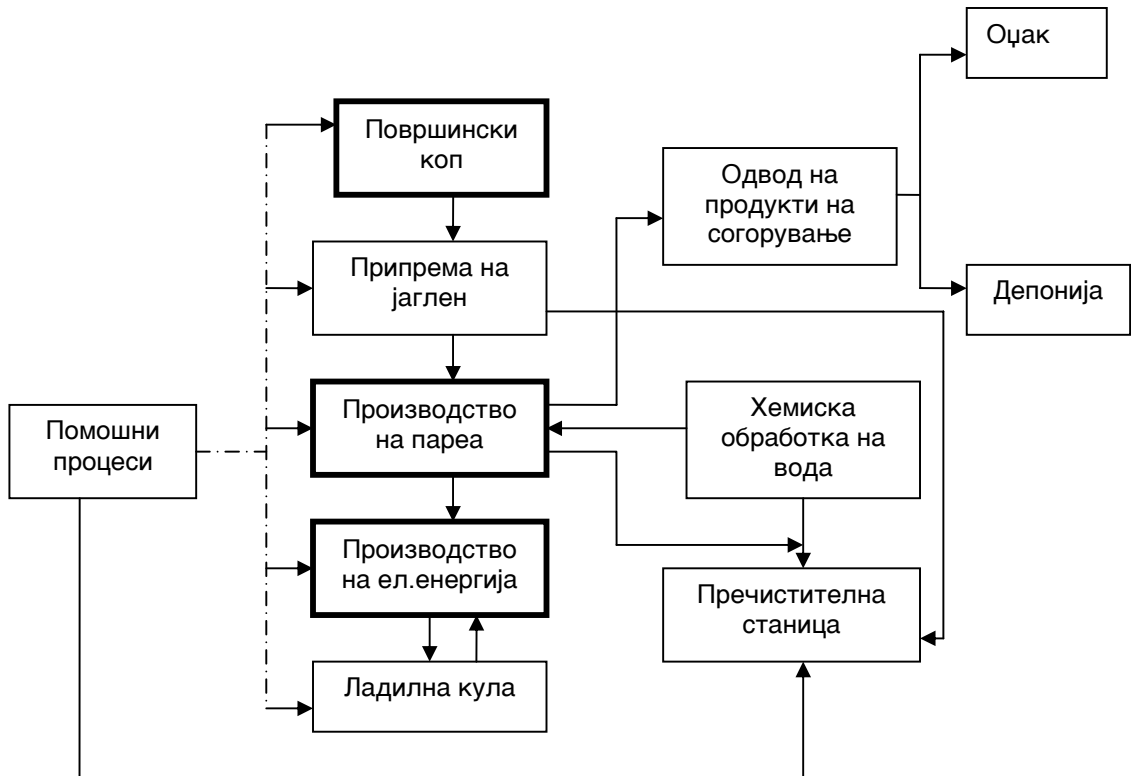 Оџак
Површински
коп
Одвод на
продукти на
согорување
Припрема на
јаглен
Депонија
Помошни
процеси
Производство
на пареа
Хемиска
обработка на
вода
Производство
на ел.енергија
Пречистителна
станица
Ладилна кула